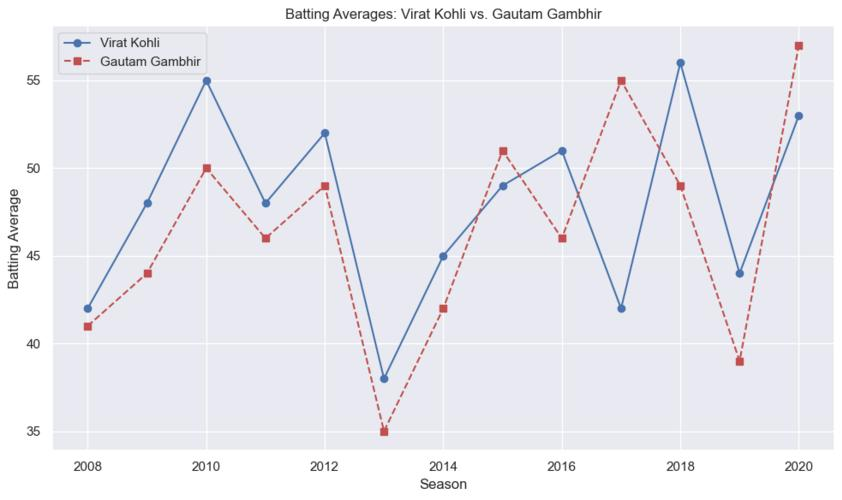 Batting Averages: Virat Kohli vs. Gautam Gambhir
Virat Kohli
Gautam Gambhir
Batting Average
55
50
45
40
35
2008 2010 2012 2014 2016 2018 2020
Season